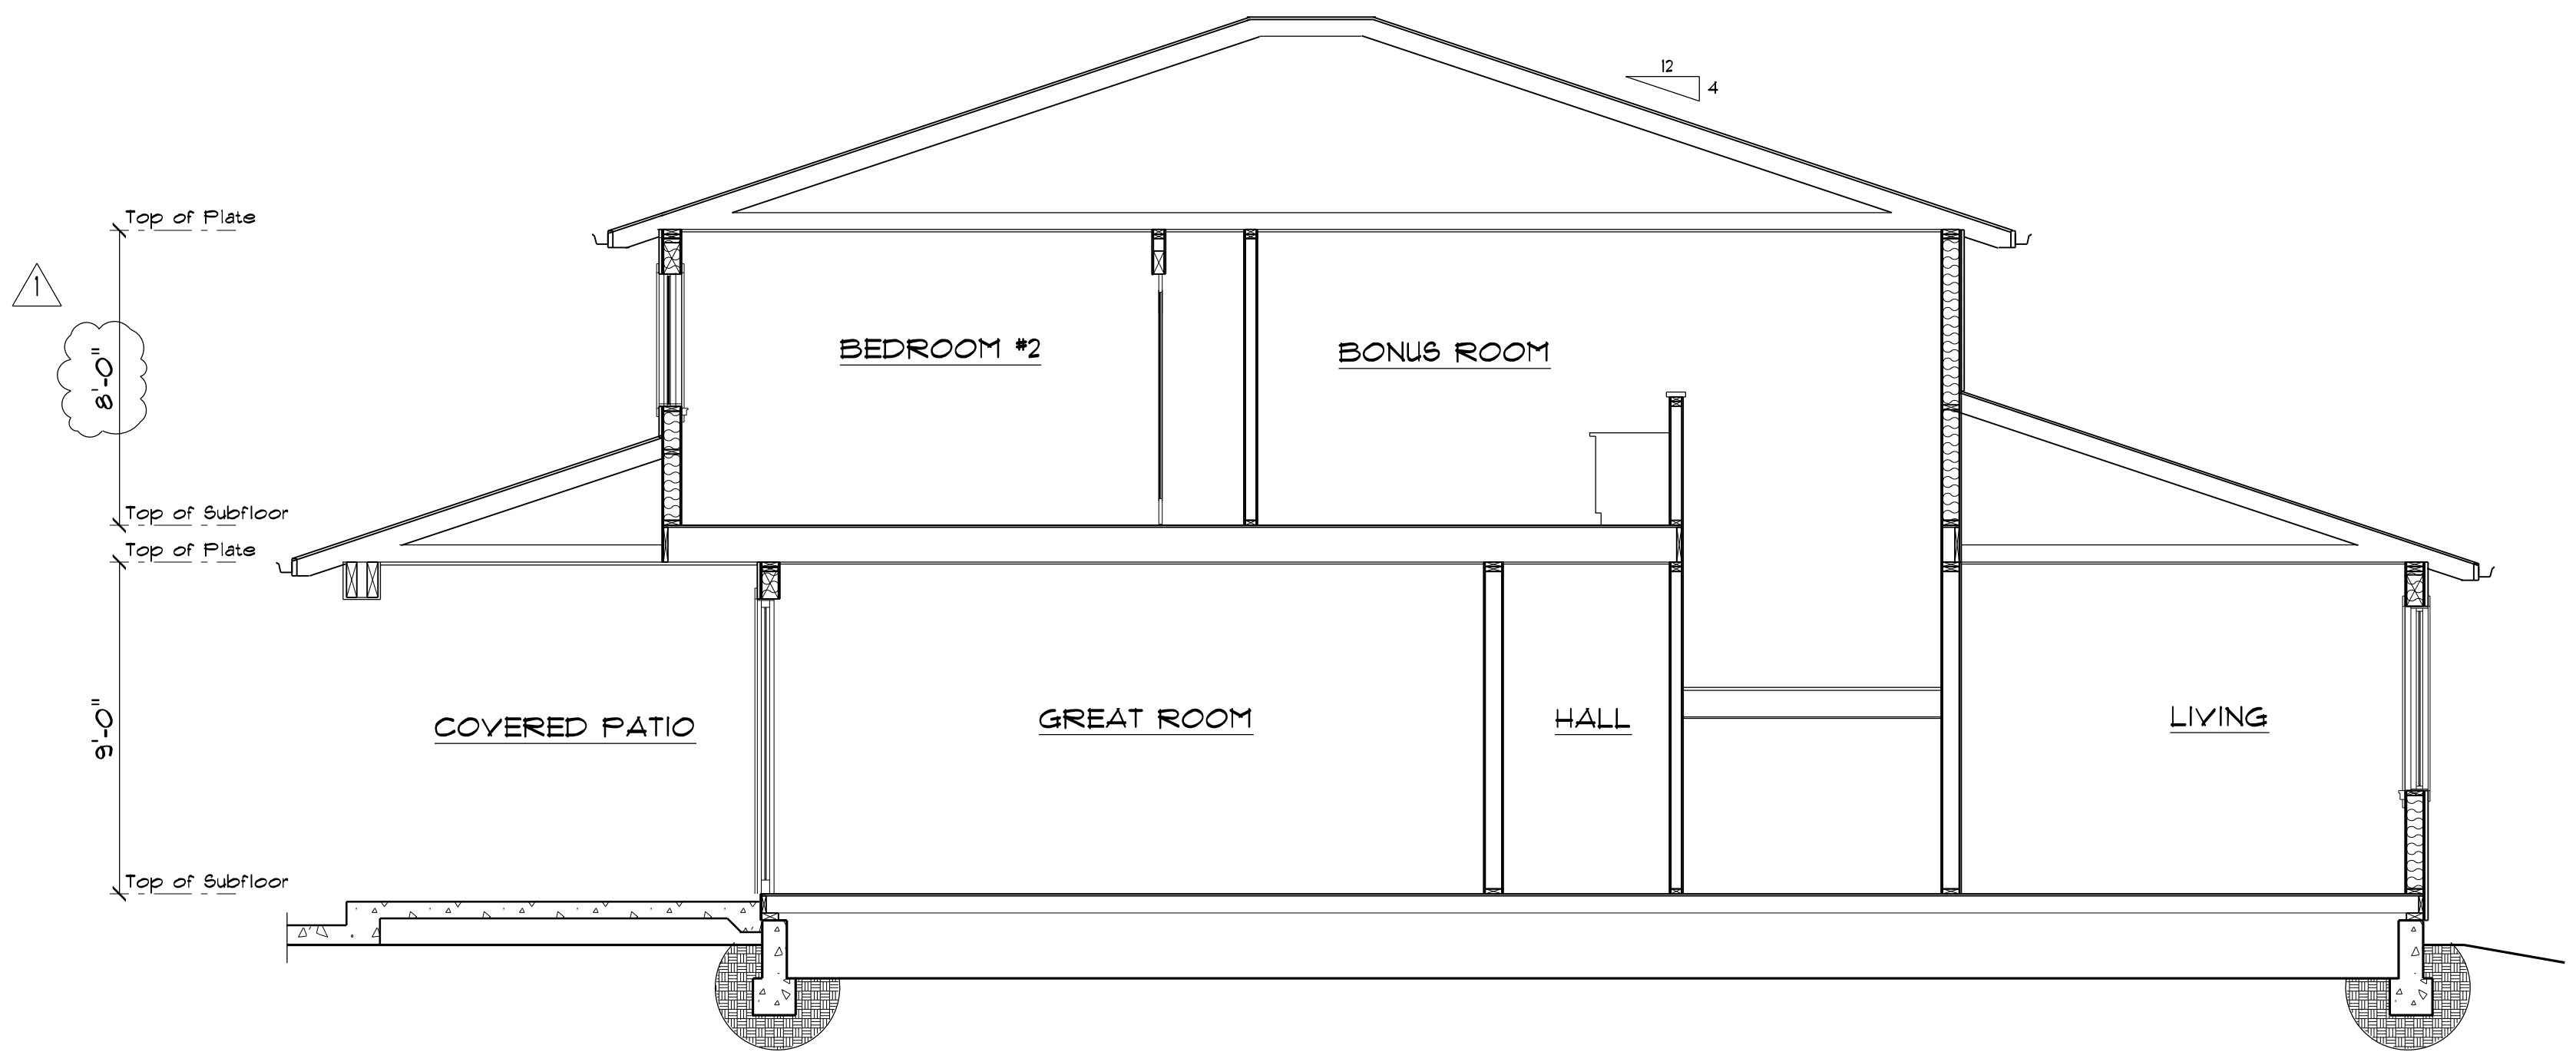 12
4
Top of Plate
1
8'-0"
BEDROOM #2
BONUS ROOM
Top of Subfloor
Top of Plate
9'-0"
COVERED PATIO
GREAT ROOM
HALL
LIVING
Top of Subfloor